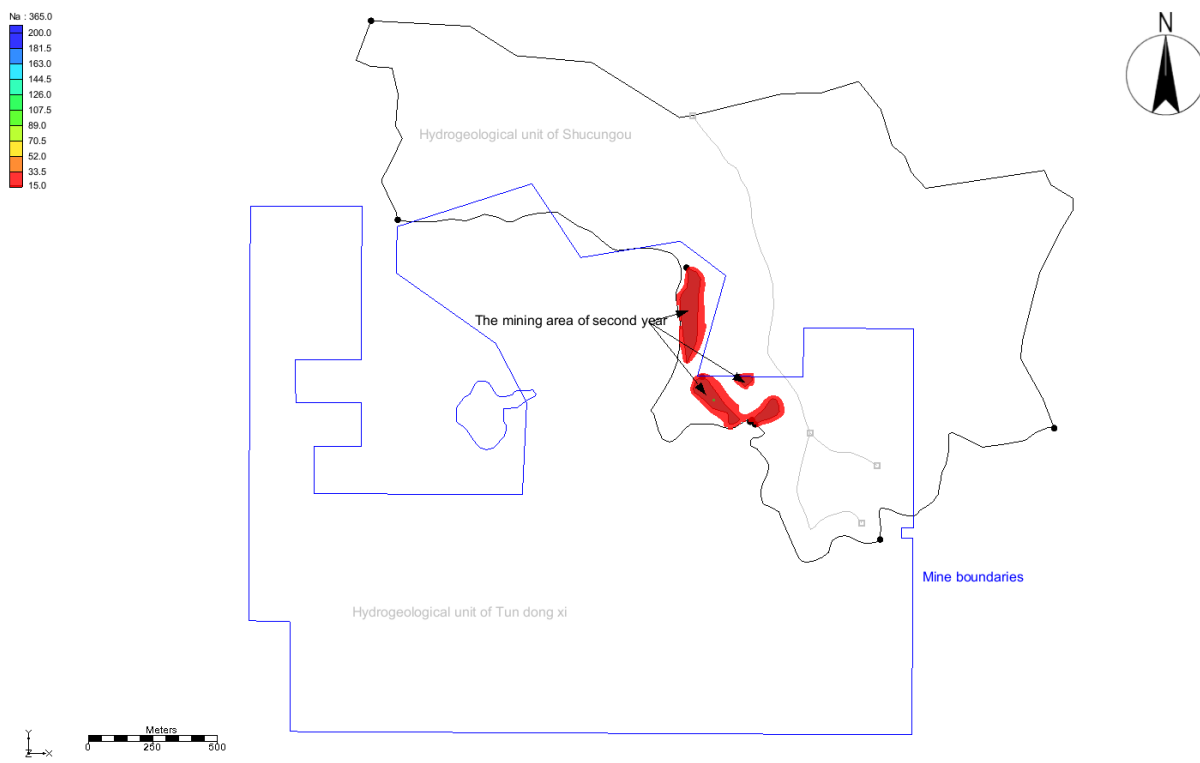 Na : 365.0
200.0
181.5
163.0
144.5
126.0
107.5
89.0
70.5
52.0
33.5
15.0
N
Hydrogeological unit of Shucungou
The mining area of second year
Mine boundaries
Hydrogeological unit of Tun dong xi
Y
Z X
Meters
0 250 500